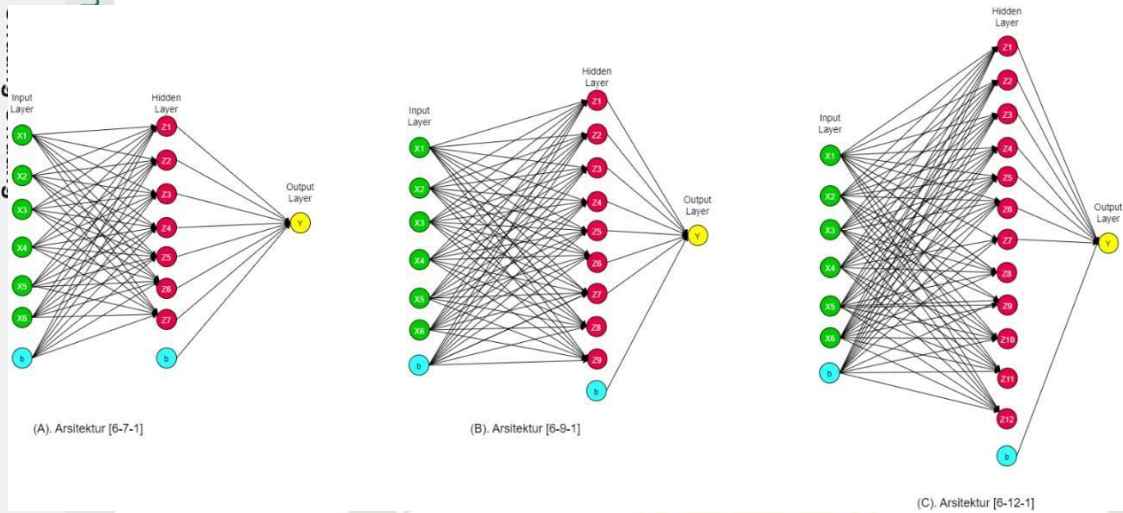 Input
Layer
Hidden
Layer
X1
X2
X3
X4
X5
X6
b
Z1
Z2
Z3
Z4
Z5
Z6
Z7
b
Output
Layer
Y
(A). Arsitektur [6-7-1]
Input
Layer
Hidden
Layer
X1
X2
X3
X4
X5
X6
b
Z1
Z2
Z3
Z4
Z5
Z6
Z7
Z8
Z9
b
Output
Layer
Y
(B). Arsitektur [6-9-1]
Input
Layer
Hidden
Layer
X1
X2
X3
X4
X5
X6
b
Z1
Z2
Z3
Z4
Z5
Z6
Z7
Z8
Z9
Z10
Z11
Z12
b
Output
Layer
Y
(C). Arsitektur [6-12-1]